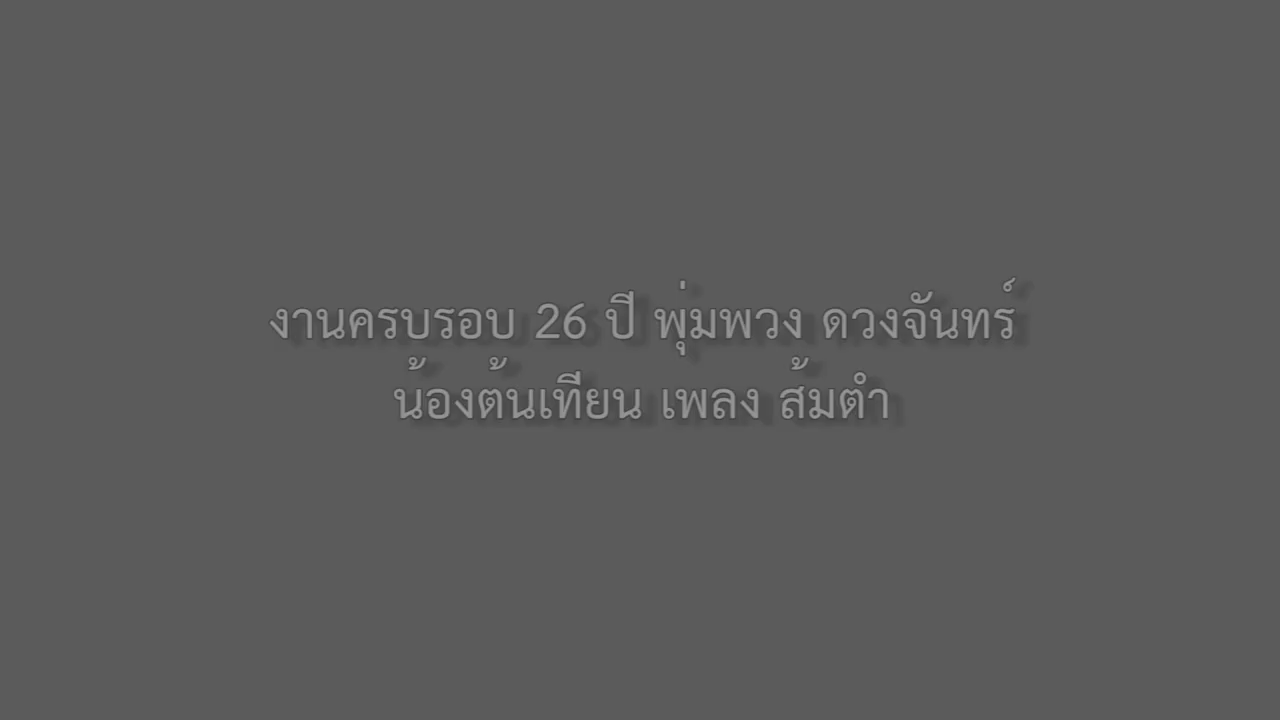 งานครบรอบ 26 ปี พุ่มพวง ดวงจันทร์
น้องต้นเทียน เพลง ส้มตำ